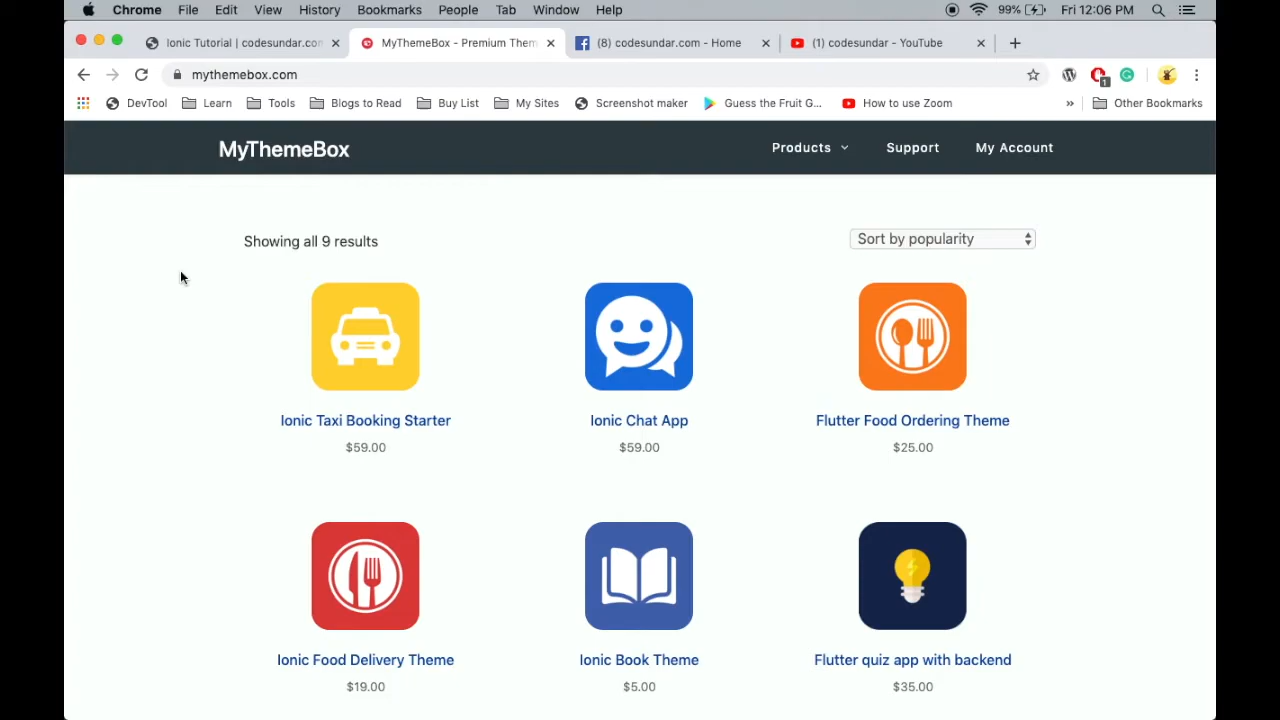 Chrome File Edit View History Bookmarks People Tab Window Help 99% Fri 12:06 PM
Ionic Tutorial | codesundar.con MyThemeBox - Premium Them (8) codesundar.com - Home (1) codesundar - YouTube
mythemebox.com 1
DevTool Learn Tools Blogs to Read Buy List My Sites Screenshot maker Guess the Fruit G... How to use Zoom » Other Bookmarks
MyThemeBox Products Support My Account
Showing all 9 results Sort by popularity
Ionic Taxi Booking Starter Ionic Chat App Flutter Food Ordering Theme
$59.00 $59.00 $25.00
Ionic Food Delivery Theme Ionic Book Theme Flutter quiz app with backend
$19.00 $5.00 $35.00